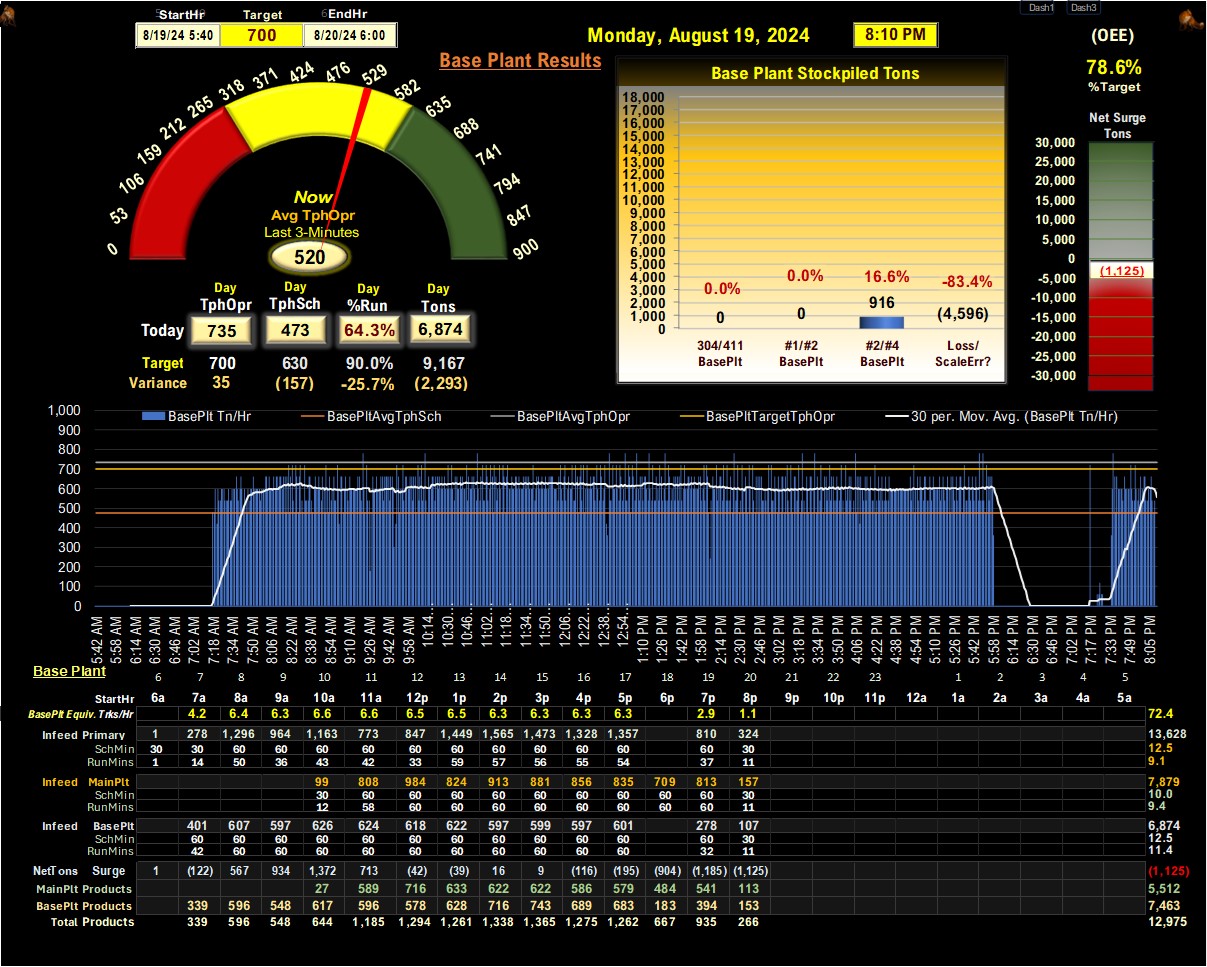 StartHr Target EndHr
8/19/24 5:40 700 8/20/24 6:00
Monday, August 19, 2024 8:10 PM
Dash1 Dash3
(OEE)
78.6%
%Target
Base Plant Results
0 53 106 159 212 265 318 371 424 476 529 582 635 688 741 794 847 900
Now
Avg TphOpr
Last 3-Minutes
520
Day Day Day Day
TphOpr TphSch %Run Tons
Today 735 473 64.3% 6,874
Target 700 630 90.0% 9,167
Variance 35 (157) -25.7% (2,293)
Base Plant Stockpiled Tons
18,000
17,000
16,000
15,000
14,000
13,000
12,000
11,000
10,000
9,000
8,000
7,000
6,000
5,000
4,000
3,000
2,000
1,000
0
0.0% 0.0% 16.6% -83.4%
0 0 916 (4,596)
304/411 #1/#2 #2/#4 Loss/
BasePlt BasePlt BasePlt ScaleErr?
Net Surge
Tons
30,000
25,000
20,000
15,000
10,000
5,000
0
-5,000
-10,000
-15,000
-20,000
-25,000
-30,000
(1,125)
BasePlt Tn/Hr BasePltAvgTphSch BasePltAvgTphOpr BasePltTargetTphOpr 30 per. Mov. Avg. (BasePlt Tn/Hr)
1,000
900
800
700
600
500
400
300
200
100
0
5:42 AM 5:58 AM 6:14 AM 6:30 AM 6:46 AM 7:02 AM 7:18 AM 7:34 AM 7:50 AM 8:06 AM 8:22 AM 8:38 AM 8:54 AM 9:10 AM 9:26 AM 9:42 AM 9:58 AM 10:14... 10:30... 10:46... 11:02... 11:18... 11:34... 11:50... 12:06... 12:22... 12:38... 12:54... 1:10 PM 1:26 PM 1:42 PM 1:58 PM 2:14 PM 2:30 PM 2:46 PM 3:02 PM 3:18 PM 3:34 PM 3:50 PM 4:06 PM 4:22 PM 4:38 PM 4:54 PM 5:10 PM 5:26 PM 5:42 PM 5:58 PM 6:14 PM 6:30 PM 6:45 PM 7:01 PM 7:17 PM 7:33 PM 7:49 PM 8:05 PM
Base Plant 6 7 8 9 10 11 12 13 14 15 16 17 18 19 20 21 22 23 1 2 3 4 5
StartHr 6a 7a 8a 9a 10a 11a 12p 1p 2p 3p 4p 5p 6p 7p 8p 9p 10p 11p 12a 1a 2a 3a 4a 5a
BasePlt Equiv. Trks/Hr 4.2 6.4 6.3 6.6 6.6 6.5 6.5 6.3 6.3 6.3 6.3 2.9 1.1 72.4
Infeed Primary 1 278 1,296 964 1,163 773 847 1,449 1,565 1,473 1,328 1,357 810 324 13,628
SchMin 30 30 60 60 60 60 60 60 60 60 60 60 60 30 12.5
RunMins 1 14 50 36 43 42 33 59 57 56 55 54 37 11 9.1
Infeed MainPlt 99 808 984 824 913 881 856 835 709 813 157 7,879
SchMin 30 60 60 60 60 60 60 60 60 60 30 10.0
RunMins 12 58 60 60 60 60 60 60 60 60 11 9.4
Infeed BasePlt 401 607 597 626 624 618 622 597 599 597 601 278 107 6,874
SchMin 60 60 60 60 60 60 60 60 60 60 60 60 30 12.5
RunMins 42 60 60 60 60 60 60 60 60 60 60 32 11 11.4
NetTons Surge 1 (122) 567 934 1,372 713 (42) (39) 16 9 (116) (195) (904) (1,185) (1,125) (1,125)
MainPlt Products 27 589 716 633 622 622 586 579 484 541 113 5,512
BasePlt Products 339 596 548 617 596 578 628 716 743 689 683 183 394 153 7,463
Total Products 339 596 548 644 1,185 1,294 1,261 1,338 1,365 1,275 1,262 667 935 266 12,975